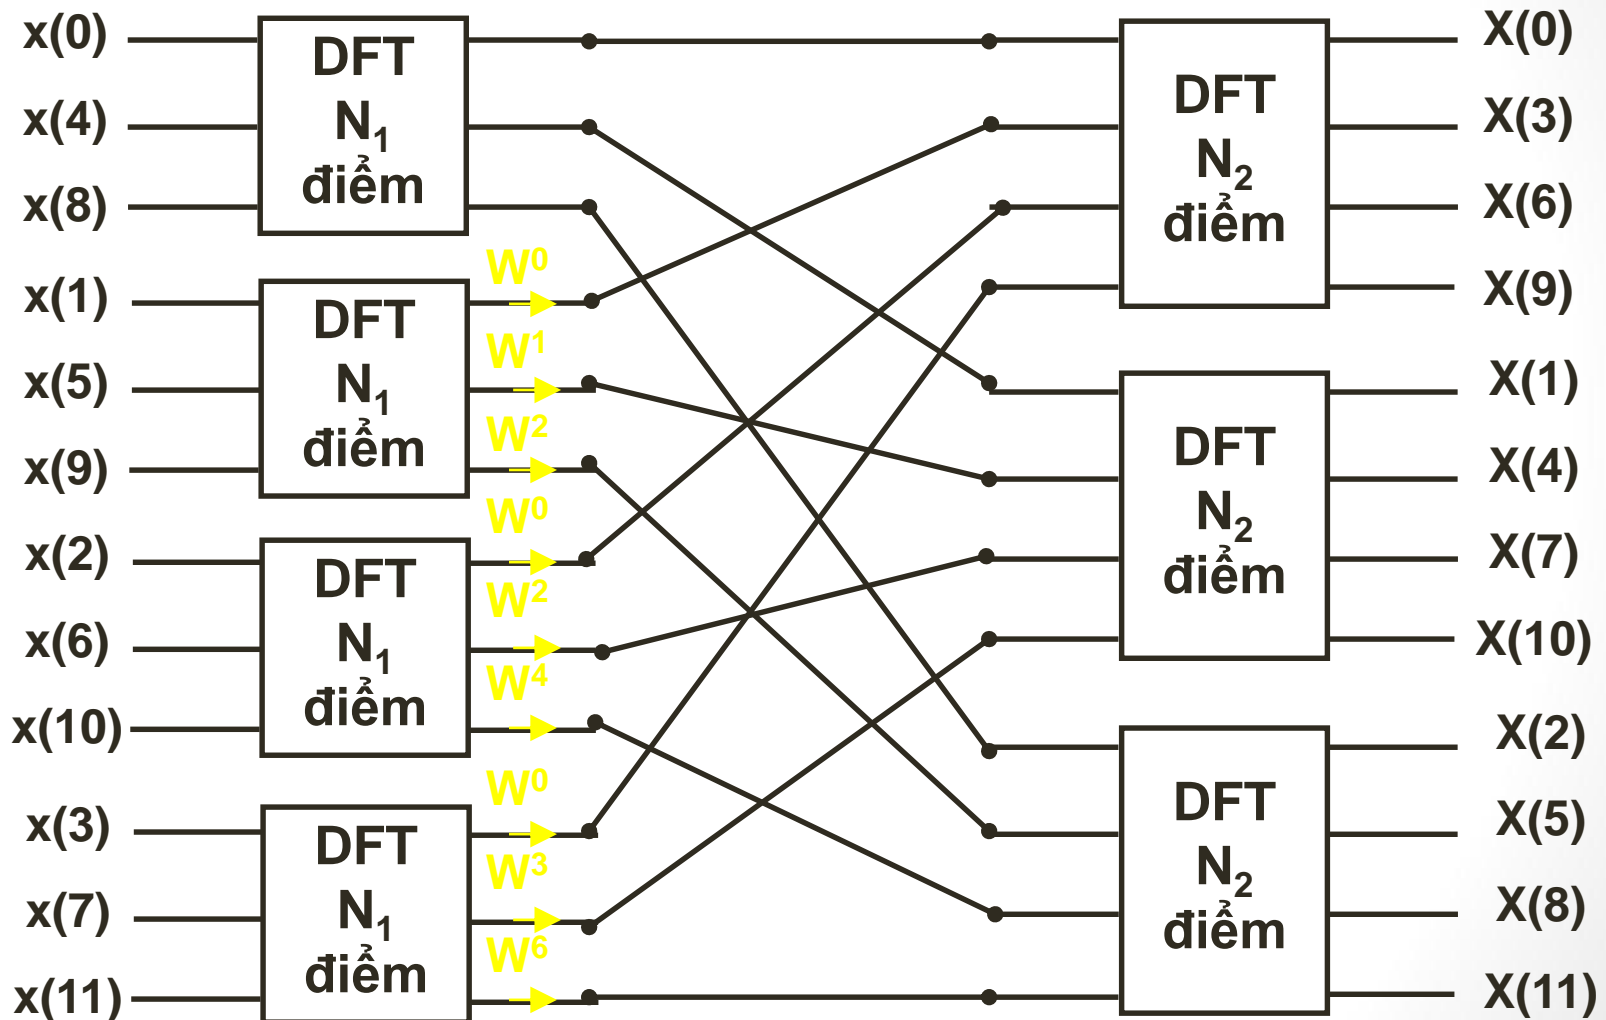 x(0)
x(4)
x(8)
DFT
N₁
điểm
x(1)
x(5)
x(9)
DFT
N₁
điểm
x(2)
x(6)
x(10)
DFT
N₁
điểm
x(3)
x(7)
x(11)
DFT
N₁
điểm
W⁰
W¹
W²
W⁰
W²
W⁴
W⁰
W³
W⁶
DFT
N₂
điểm
X(0)
X(3)
X(6)
X(9)
DFT
N₂
điểm
X(1)
X(4)
X(7)
X(10)
DFT
N₂
điểm
X(2)
X(5)
X(8)
X(11)